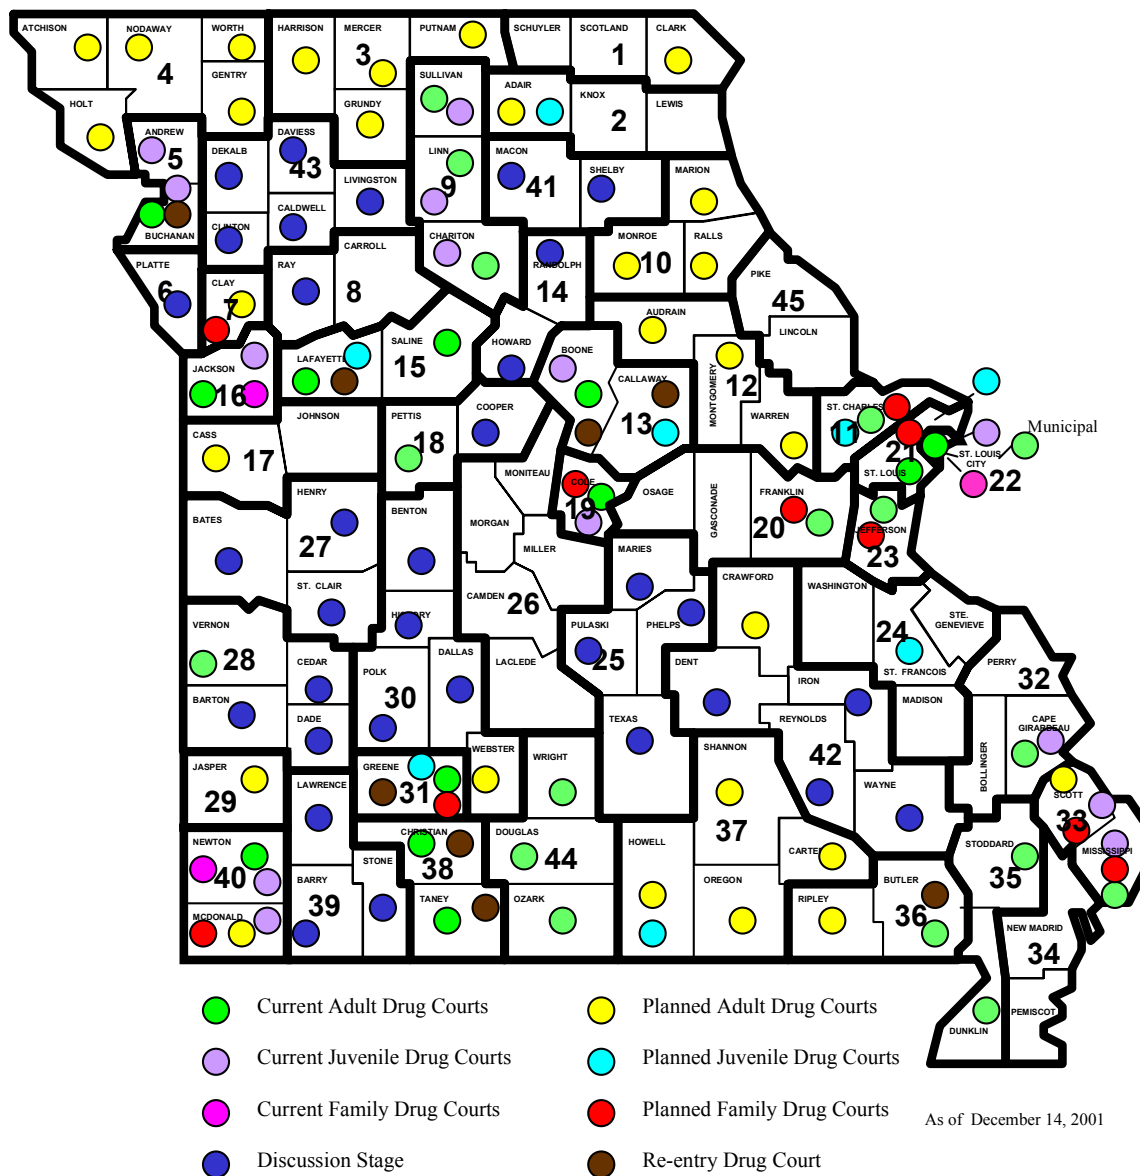 ATCHISON
NODAWAY
WORTH
HARRISON
MERCER
PUTNAM
SCHUYLER
SCOTLAND
CLARK
3
1
4
GENTRY
SULLIVAN
ADAIR
KNOX
LEWIS
HOLT
GRUNDY
2
ANDREW
DAVIESS
5
DEKALB
43
LINN
MACON
SHELBY
MARION
LIVINGSTON
9
41
CALDWELL
BUCHANAN
CLINTON
CARROLL
CHARITON
MONROE
RALLS
PLATTE
RAY
RANDOLPH
10
6
CLAY
8
14
PIKE
7
45
AUDRAIN
LINCOLN
SALINE
HOWARD
BOONE
JACKSON
LAFAYETTE
15
CALLAWAY
MONTGOMERY
12
16
JOHNSON
PETTIS
COOPER
13
WARREN
ST. CHARLES
11
Municipal
CASS
17
18
21
ST. LOUIS
CITY
MONITEAU
COLE
OSAGE
ST. LOUIS
22
HENRY
BENTON
19
GASCONADE
FRANKLIN
BATES
MORGAN
20
JEFFERSON
27
MILLER
MARIES
23
ST. CLAIR
CAMDEN
26
CRAWFORD
WASHINGTON
STE.
GENEVIEVE
VERNON
HICKORY
PULASKI
PHELPS
24
28
CEDAR
POLK
DALLAS
LACLEDE
25
DENT
IRON
ST. FRANCOIS
PERRY
32
BARTON
DADE
30
TEXAS
REYNOLDS
MADISON
CAPE
GIRARDEAU
JASPER
GREENE
WEBSTER
WRIGHT
SHANNON
42
BOLLINGER
29
LAWRENCE
31
WAYNE
SCOTT
33
NEWTON
CHRISTIAN
DOUGLAS
HOWELL
37
STODDARD
MISSISSIPPI
40
BARRY
STONE
38
44
CARTER
BUTLER
35
MCDONALD
39
TANEY
OZARK
OREGON
RIPLEY
36
NEW MADRID
34
DUNKLIN
PEMISCOT
Current Adult Drug Courts
Planned Adult Drug Courts
Current Juvenile Drug Courts
Planned Juvenile Drug Courts
Current Family Drug Courts
Planned Family Drug Courts
As of December 14, 2001
Discussion Stage
Re-entry Drug Court